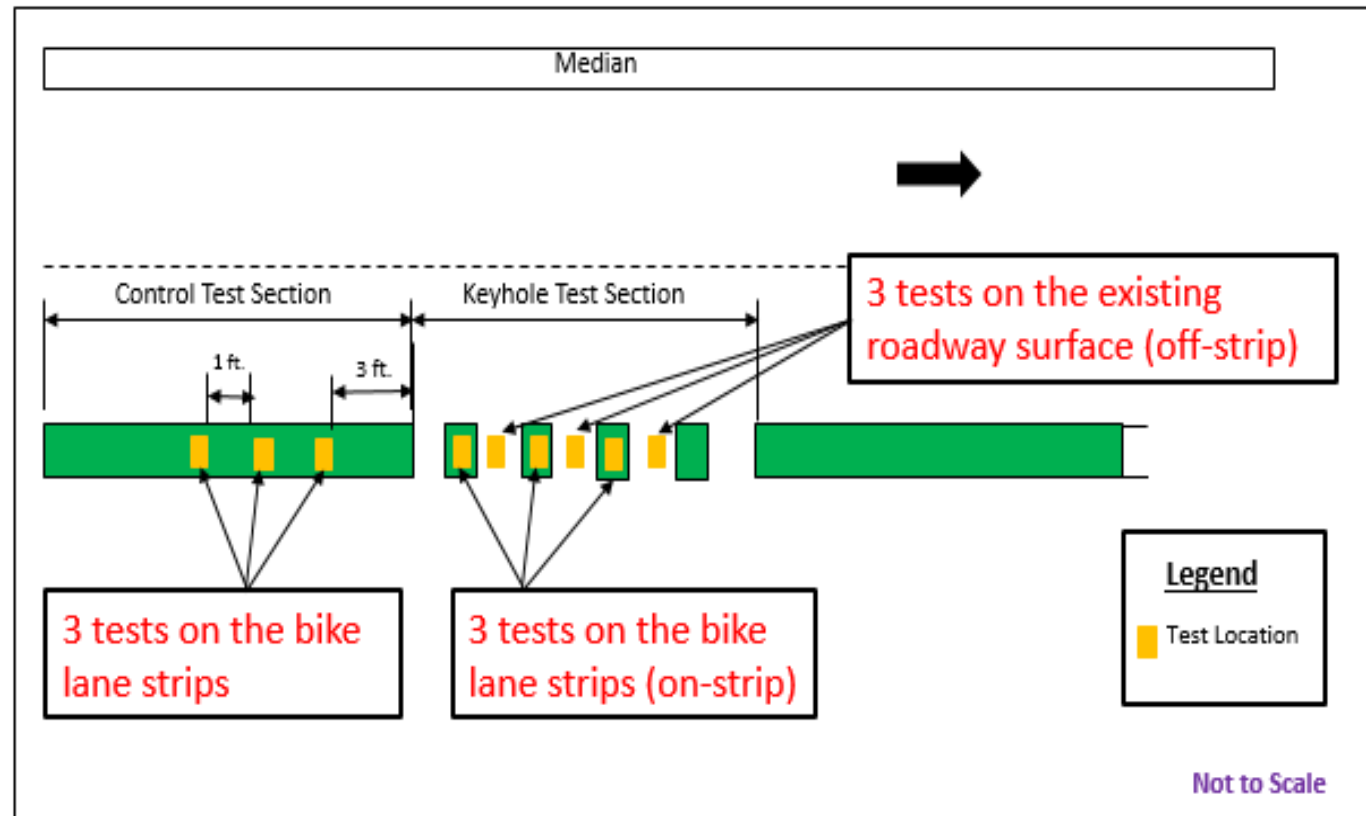 Median
3 tests on the existing
roadway surface (off-strip)
Control Test Section
Keyhole Test Section
1 ft.
3 ft.
3 tests on the bike
lane strips
3 tests on the bike
lane strips (on-strip)
Legend
Test Location
Not to Scale